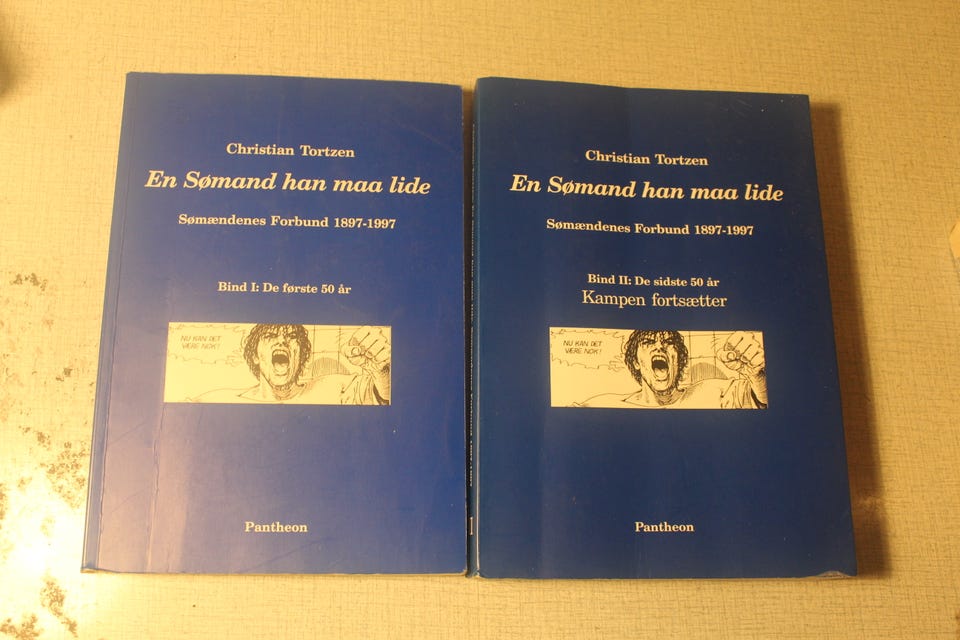 Christian Tortzen
En Sømand han maa lide
Sømændenes Forbund 1897-1997
Bind I: De første 50 år
NU KAN DET
VÆRE NOK!
Pantheon
Christian Tortzen
En Sømand han maa lide
Sømændenes Forbund 1897-1997
Bind II: De sidste 50 år
Kampen fortsætter
NU KAN DET
VÆRE NOK!
Pantheon